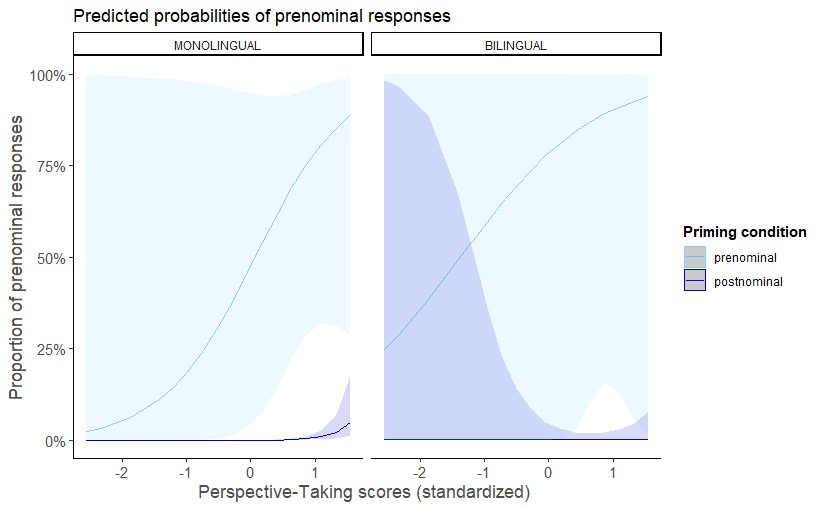 Predicted probabilities of prenominal responses
MONOLINGUAL
BILINGUAL
100%
75%
50%
25%
0%
Proportion of prenominal responses
-2
-1
0
1
-2
-1
0
1
Perspective-Taking scores (standardized)
Priming condition
prenominal
postnominal